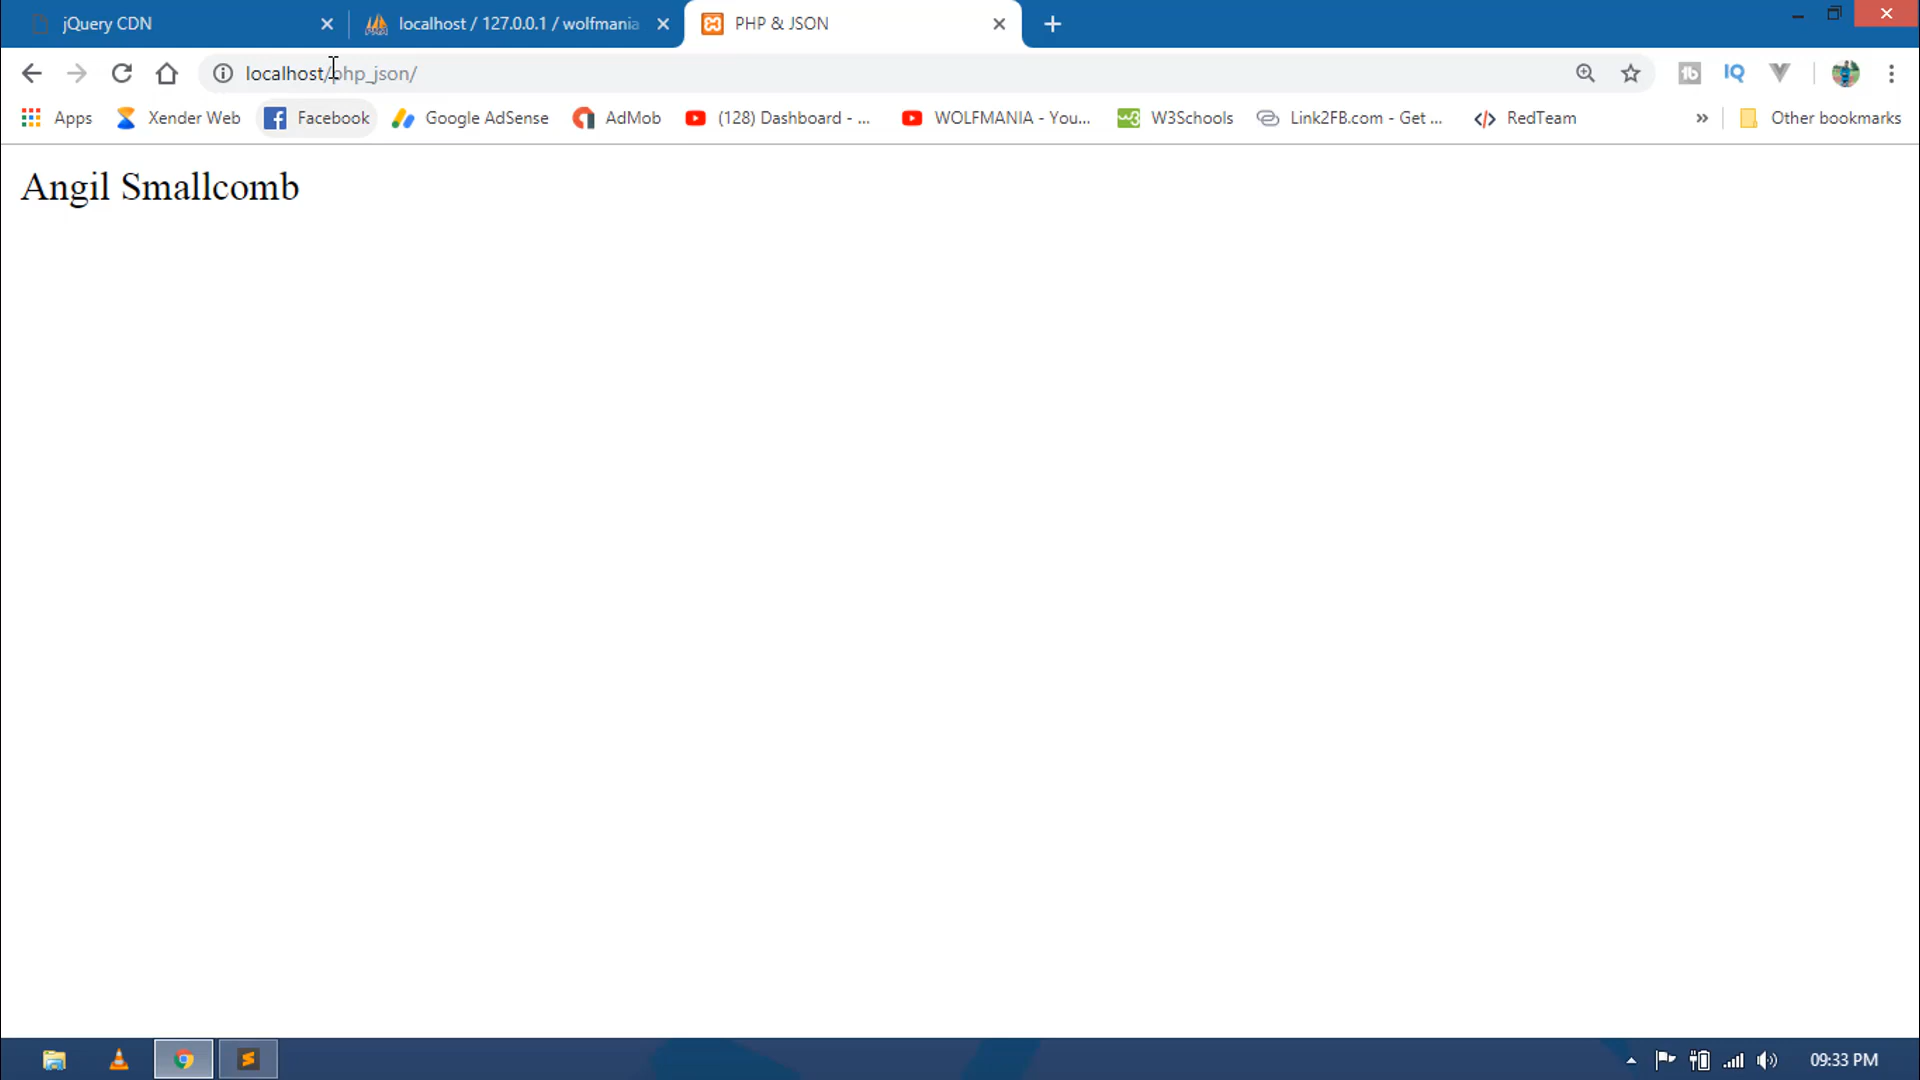 jQuery CDN
localhost / 127.0.0.1 / wolfmania
PHP & JSON
localhost/php_json/
Apps
Xender Web
Facebook
Google AdSense
AdMob
(128) Dashboard - ...
WOLFMANIA - You...
W3Schools
Link2FB.com - Get ...
RedTeam
»
Other bookmarks
Angil Smallcomb
09:33 PM